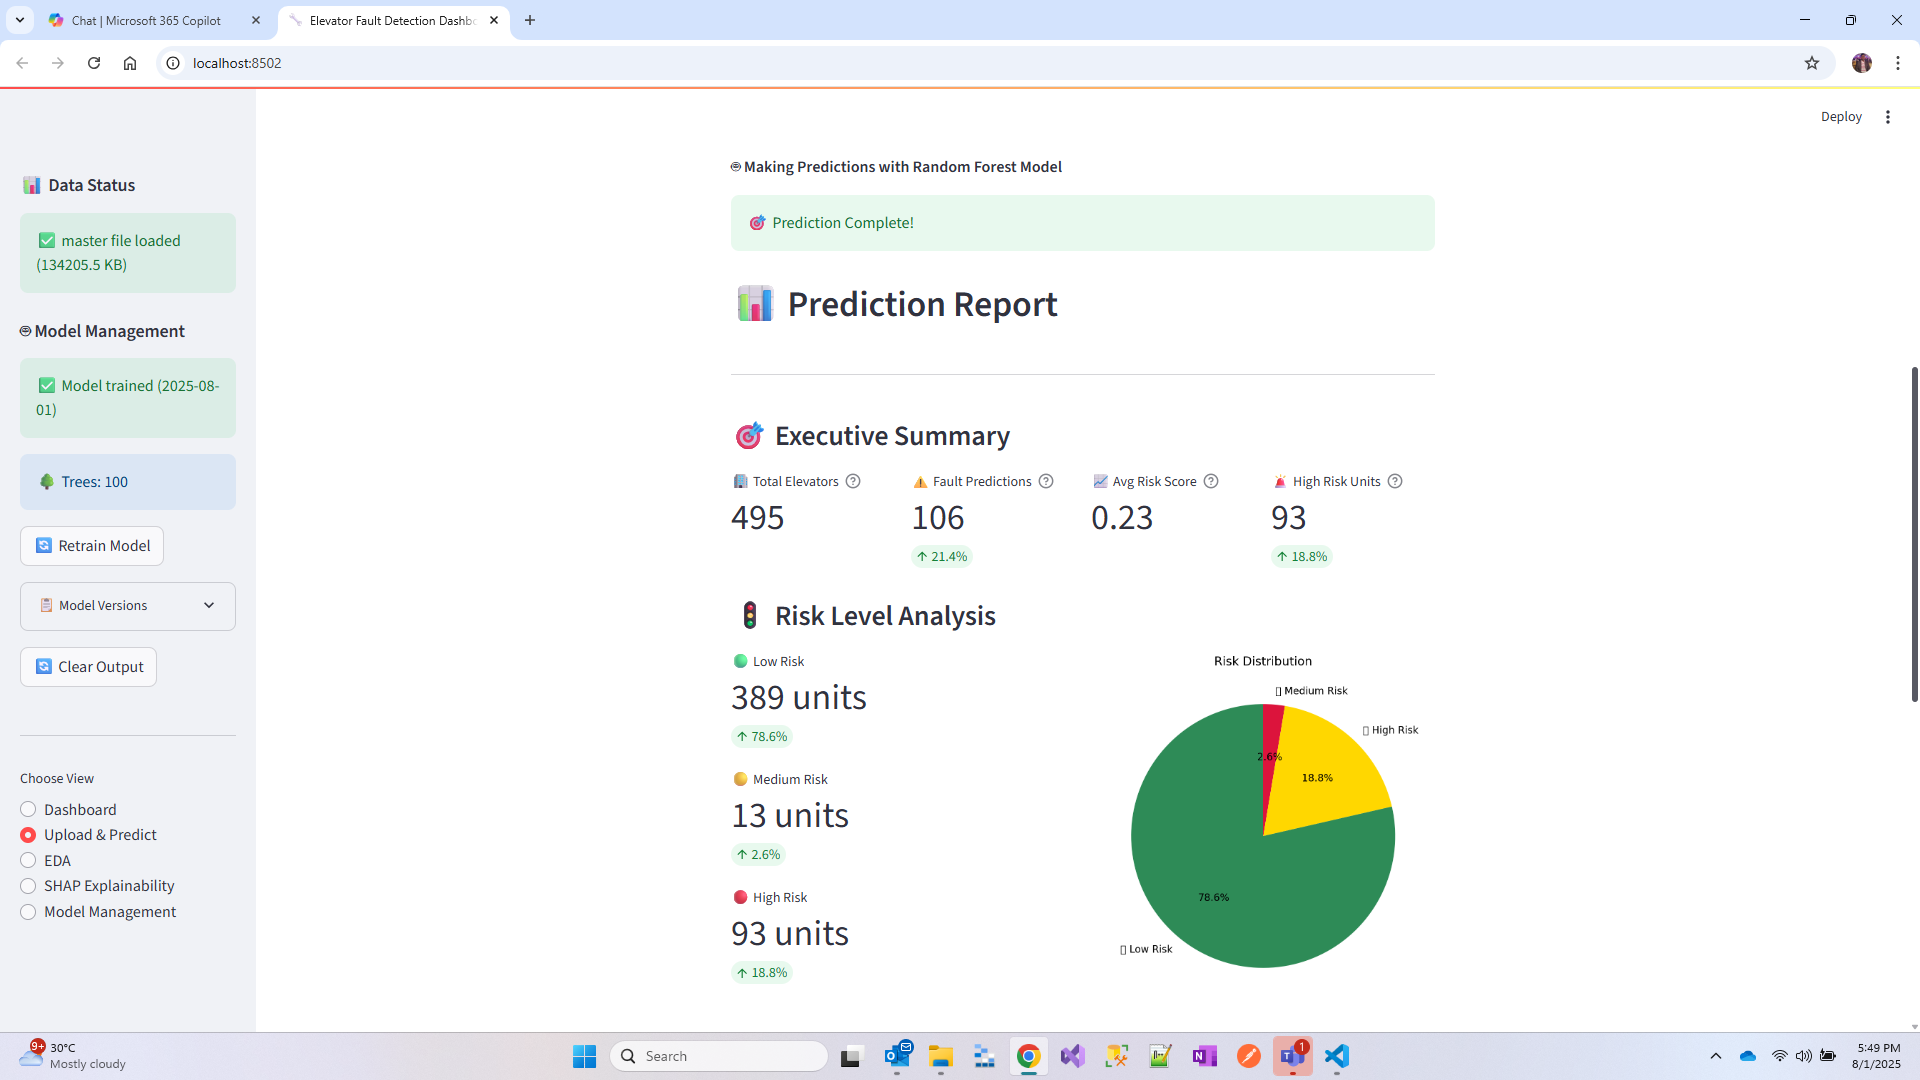 Chat | Microsoft 365 Copilot
Elevator Fault Detection Dashbo
localhost:8502
Deploy
Data Status
master file loaded
(134205.5 KB)
Model Management
Model trained (2025-08-
01)
Trees: 100
Retrain Model
Model Versions
Clear Output
Choose View
Dashboard
Upload & Predict
EDA
SHAP Explainability
Model Management
Making Predictions with Random Forest Model
Prediction Complete!
Prediction Report
Executive Summary
Total Elevators
495
Fault Predictions
106
↑ 21.4%
Avg Risk Score
0.23
High Risk Units
93
↑ 18.8%
Risk Level Analysis
Low Risk
389 units
↑ 78.6%
Medium Risk
13 units
↑ 2.6%
High Risk
93 units
↑ 18.8%
Risk Distribution
Medium Risk
High Risk
2.6%
18.8%
78.6%
Low Risk
9+
30°C
Mostly cloudy
Search
1
5:49 PM
8/1/2025